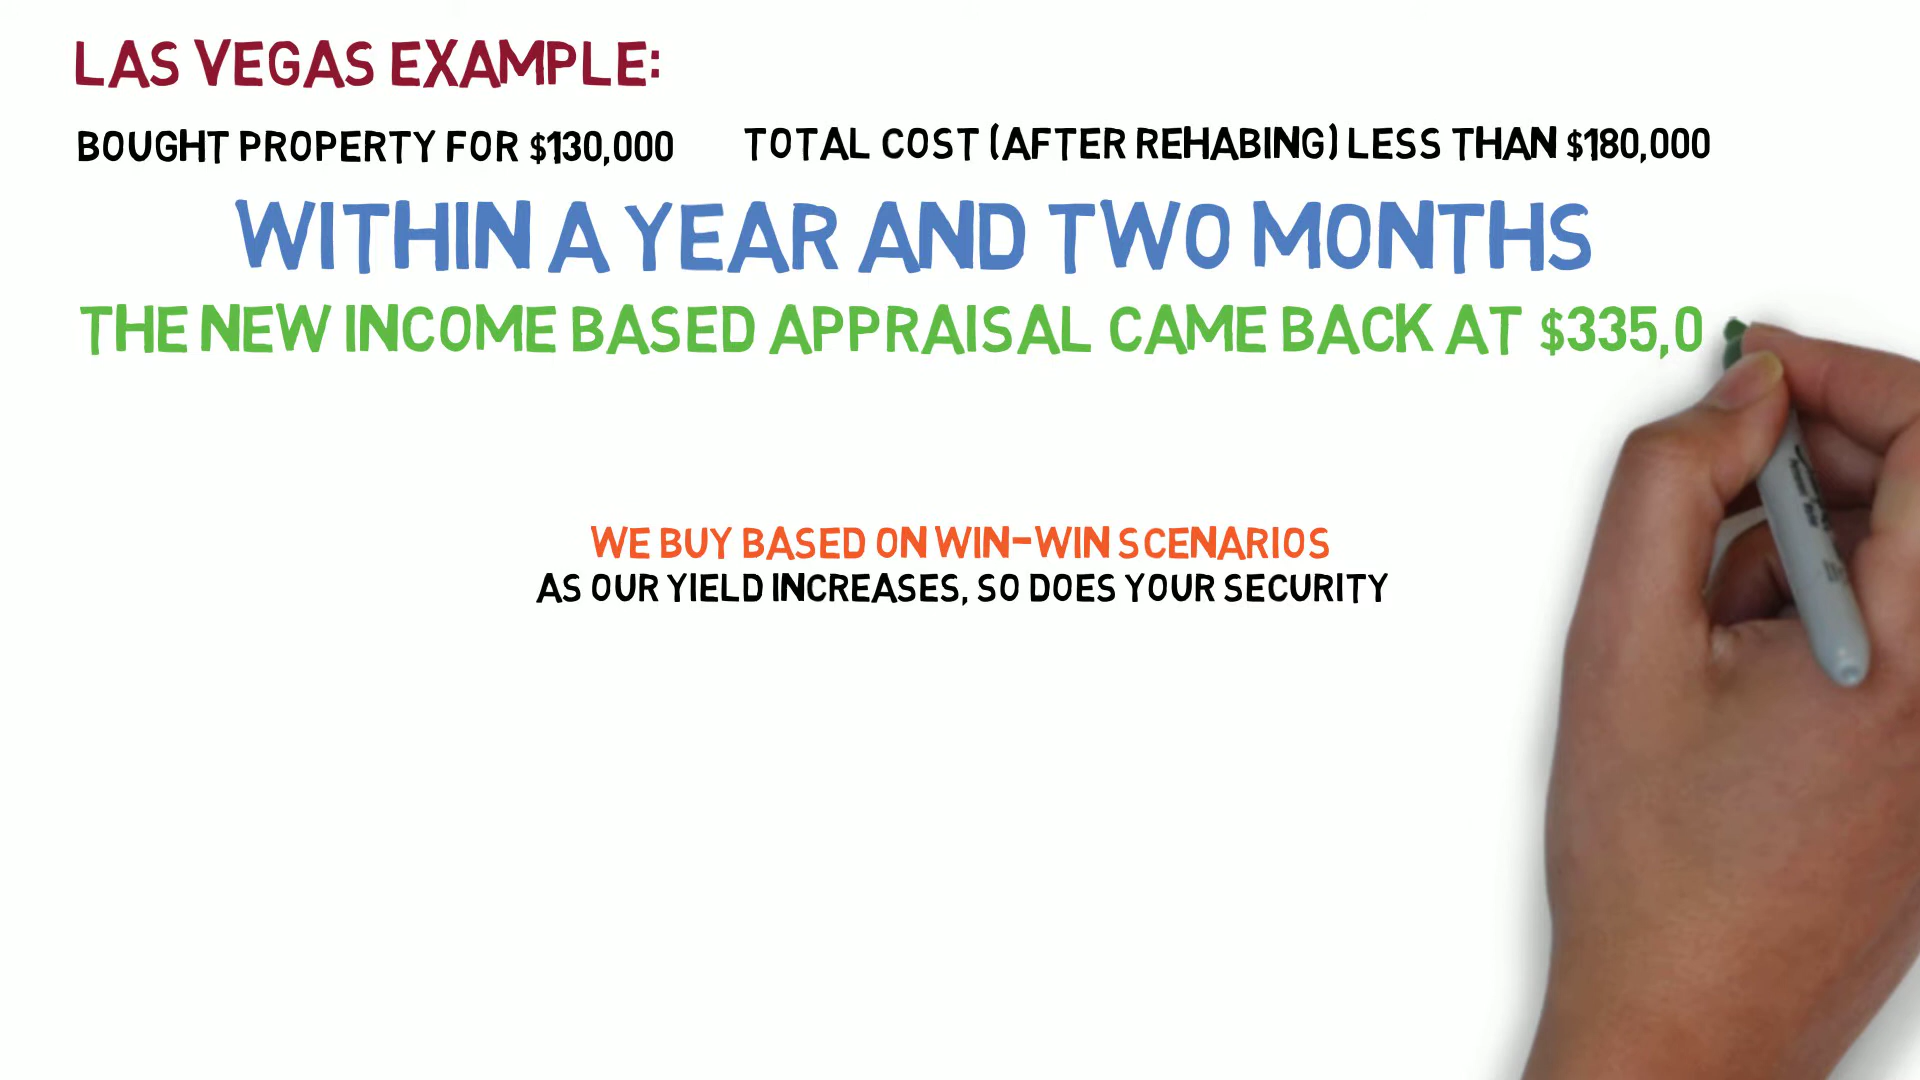 LAS VEGAS EXAMPLE:
BOUGHT PROPERTY FOR $130,000 TOTAL COST (AFTER REHABING) LESS THAN $180,000
WITHIN A YEAR AND TWO MONTHS
THE NEW INCOME BASED APPRAISAL CAME BACK AT $335,0
WE BUY BASED ON WIN-WIN SCENARIOS
AS OUR YIELD INCREASES, SO DOES YOUR SECURITY